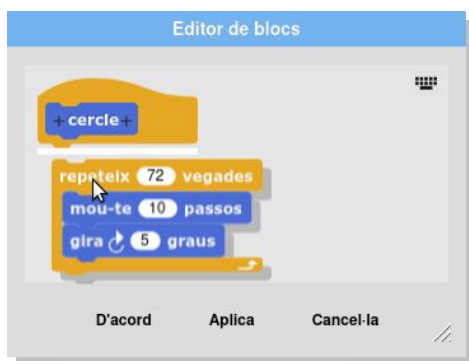 Editor de blocs
+ cercle +
repeteix 72 vegades
mou-te 10 passos
gira 5 graus
D'acord Aplica Cancel·la